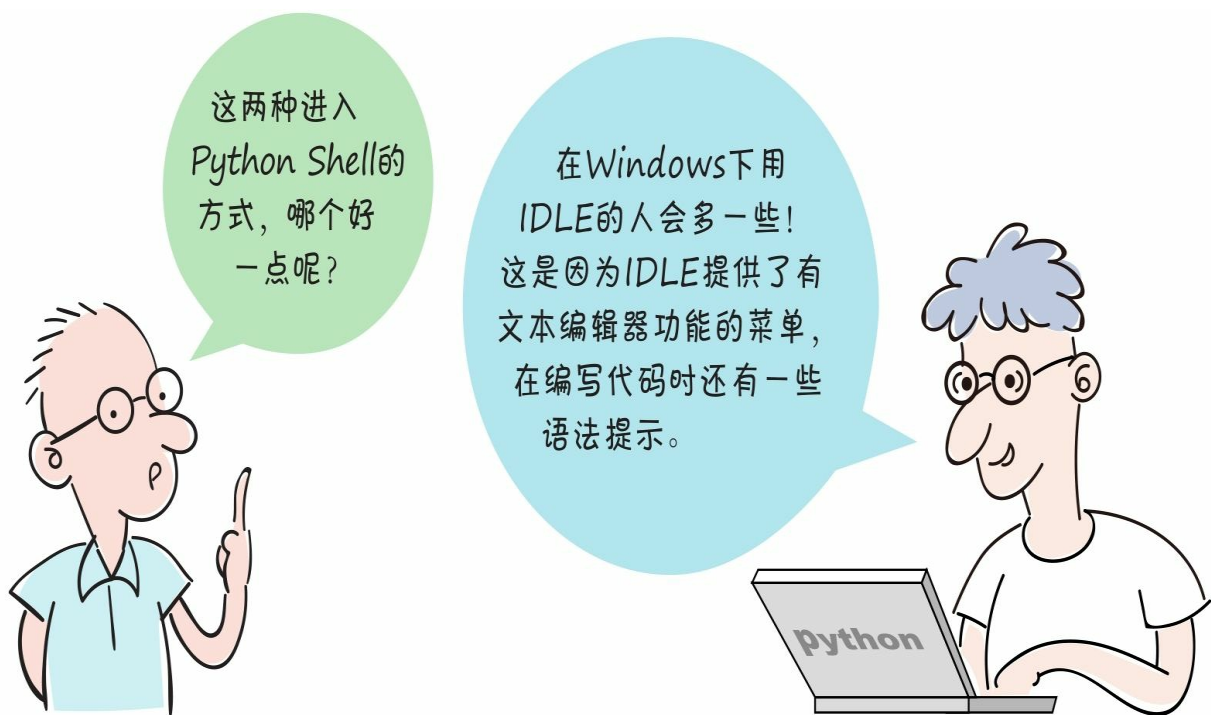 这两种进入
Python Shell的
方式，哪个好
一点呢？
在Windows下用
IDLE的人会多一些！
这是因为IDLE提供了有
文本编辑器功能的菜单，
在编写代码时还有一些
语法提示。
python